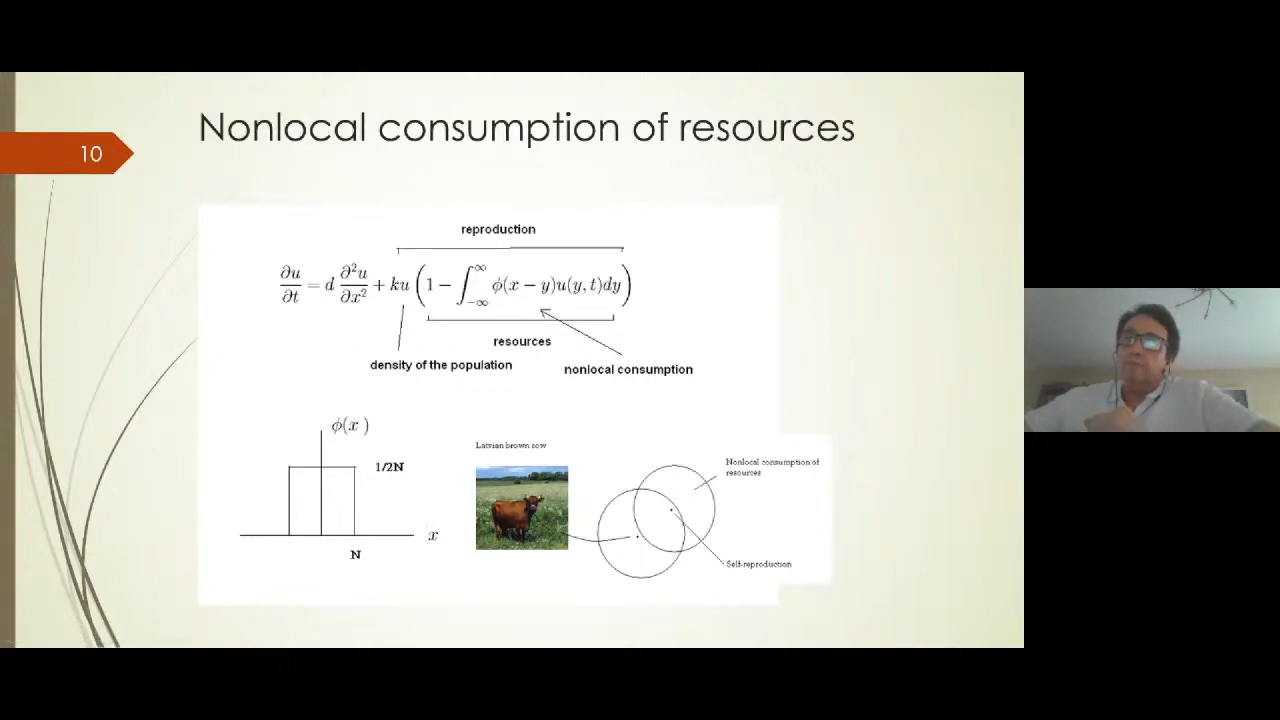 Nonlocal consumption of resources
10
reproduction
∂u/∂t = d ∂²u/∂x² + ku (1 − ∫_{−∞}^{∞} ϕ(x − y)u(y, t)dy)
resources
density of the population
nonlocal consumption
ϕ(x )
1/2N
x
N
Latvian brown cow
Nonlocal consumption of
resources
Self-reproduction